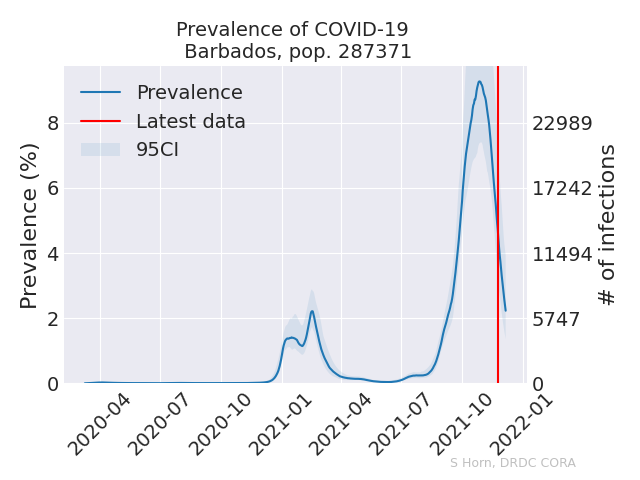 Prevalence of COVID-19
Barbados, pop. 287371
Prevalence
Latest data
95CI
Prevalence (%)
8
6
4
2
0
22989
17242
11494
5747
0
# of infections
2020-04
2020-07
2020-10
2021-01
2021-04
2021-07
2021-10
2022-01
S Horn, DRDC CORA